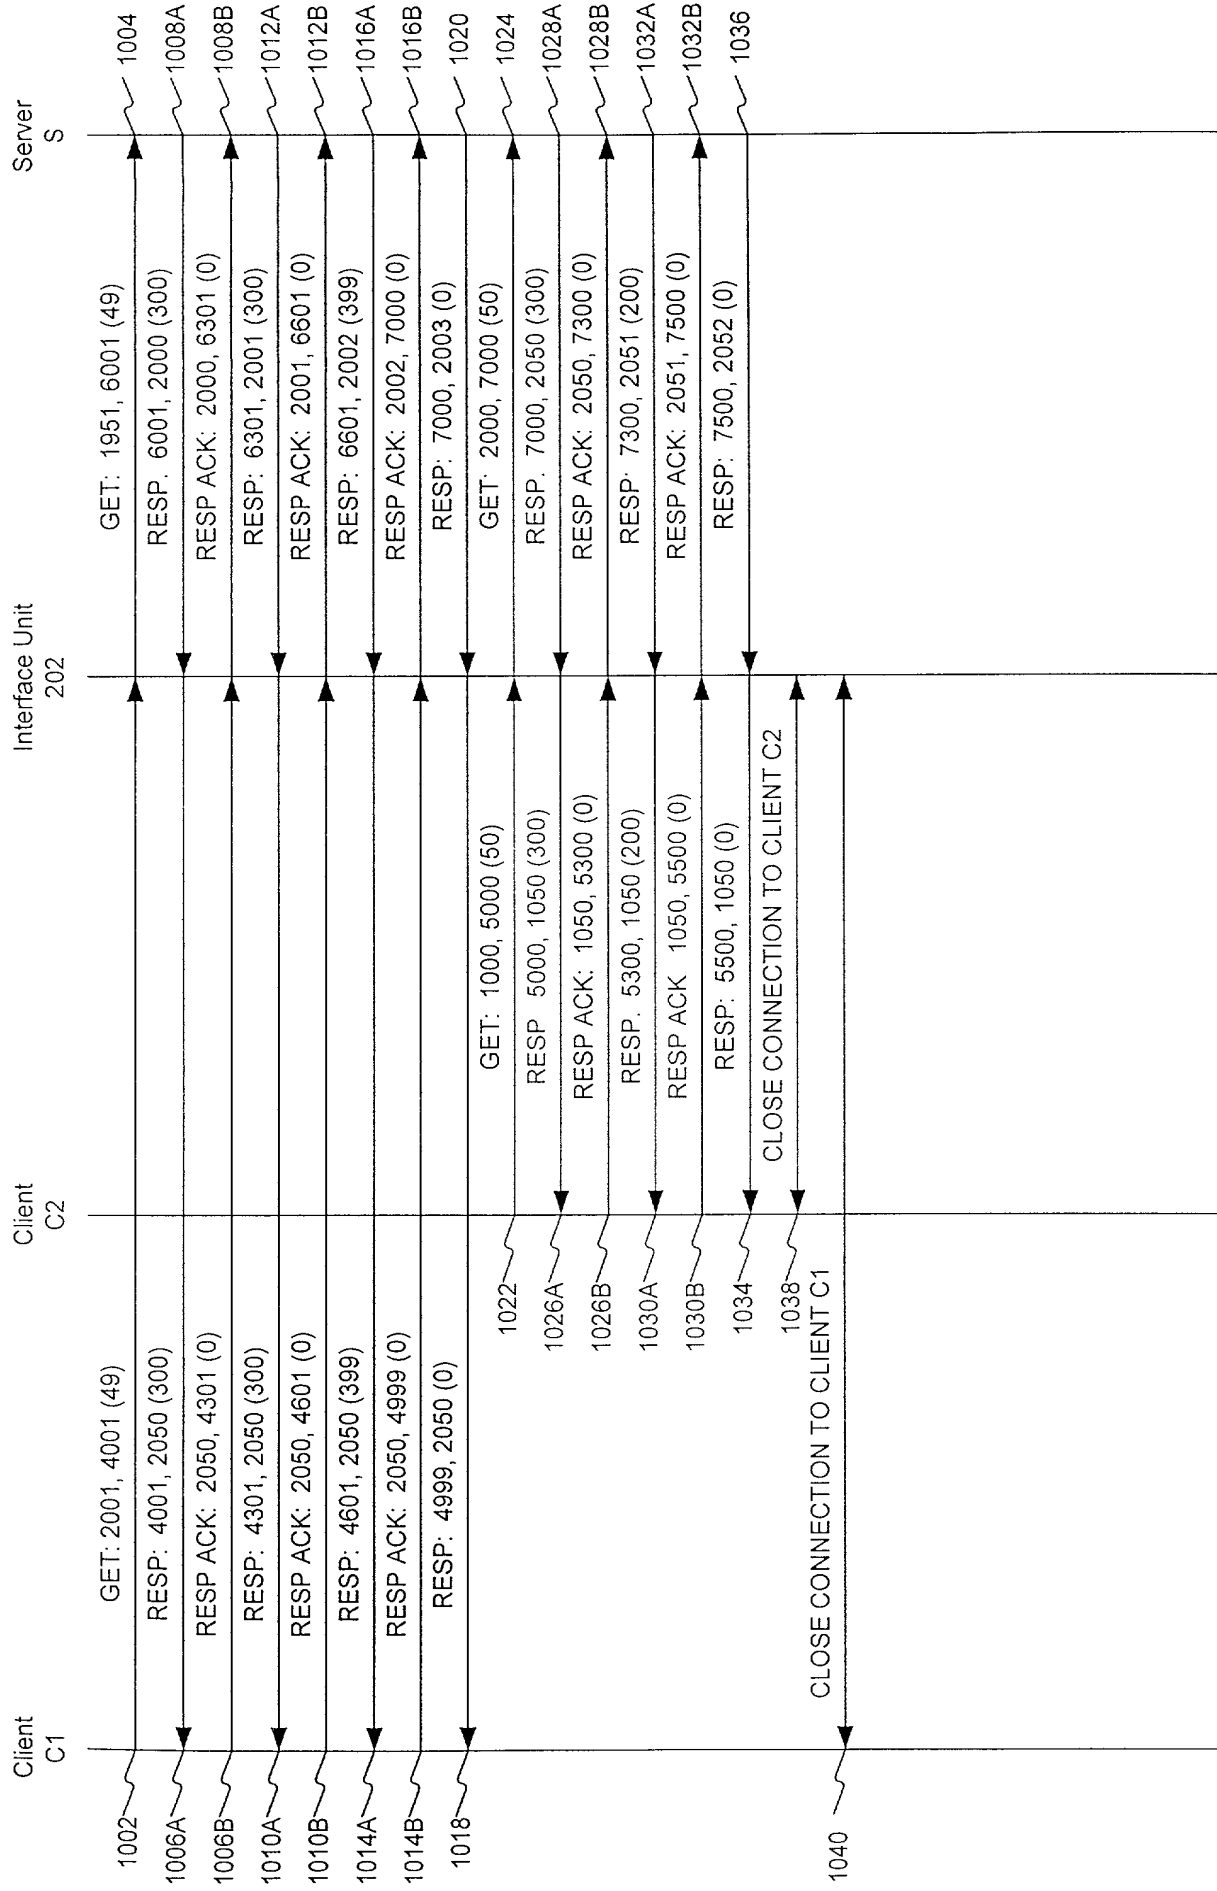 Client
C1
Client
C2
Interface Unit
202
Server
S
1002
GET: 2001, 4001 (49)
GET: 1951, 6001 (49)
1004
1006A
RESP: 4001, 2050 (300)
RESP. 6001, 2000 (300)
1008A
1006B
RESP ACK: 2050, 4301 (0)
RESP ACK: 2000, 6301 (0)
1008B
1010A
RESP: 4301, 2050 (300)
RESP: 6301, 2001 (300)
1012A
1010B
RESP ACK: 2050, 4601 (0)
RESP ACK: 2001, 6601 (0)
1012B
1014A
RESP: 4601, 2050 (399)
RESP: 6601, 2002 (399)
1016A
1014B
RESP ACK: 2050, 4999 (0)
RESP ACK: 2002, 7000 (0)
1016B
1018
RESP: 4999, 2050 (0)
RESP: 7000, 2003 (0)
1020
1022
GET: 1000, 5000 (50)
GET: 2000, 7000 (50)
1024
1026A
RESP 5000, 1050 (300)
RESP. 7000, 2050 (300)
1028A
1026B
RESP ACK: 1050, 5300 (0)
RESP ACK: 2050, 7300 (0)
1028B
1030A
RESP. 5300, 1050 (200)
RESP: 7300, 2051 (200)
1032A
1030B
RESP ACK 1050, 5500 (0)
RESP ACK: 2051, 7500 (0)
1032B
1034
RESP: 5500, 1050 (0)
RESP: 7500, 2052 (0)
1036
1038
CLOSE CONNECTION TO CLIENT C2
1040
CLOSE CONNECTION TO CLIENT C1